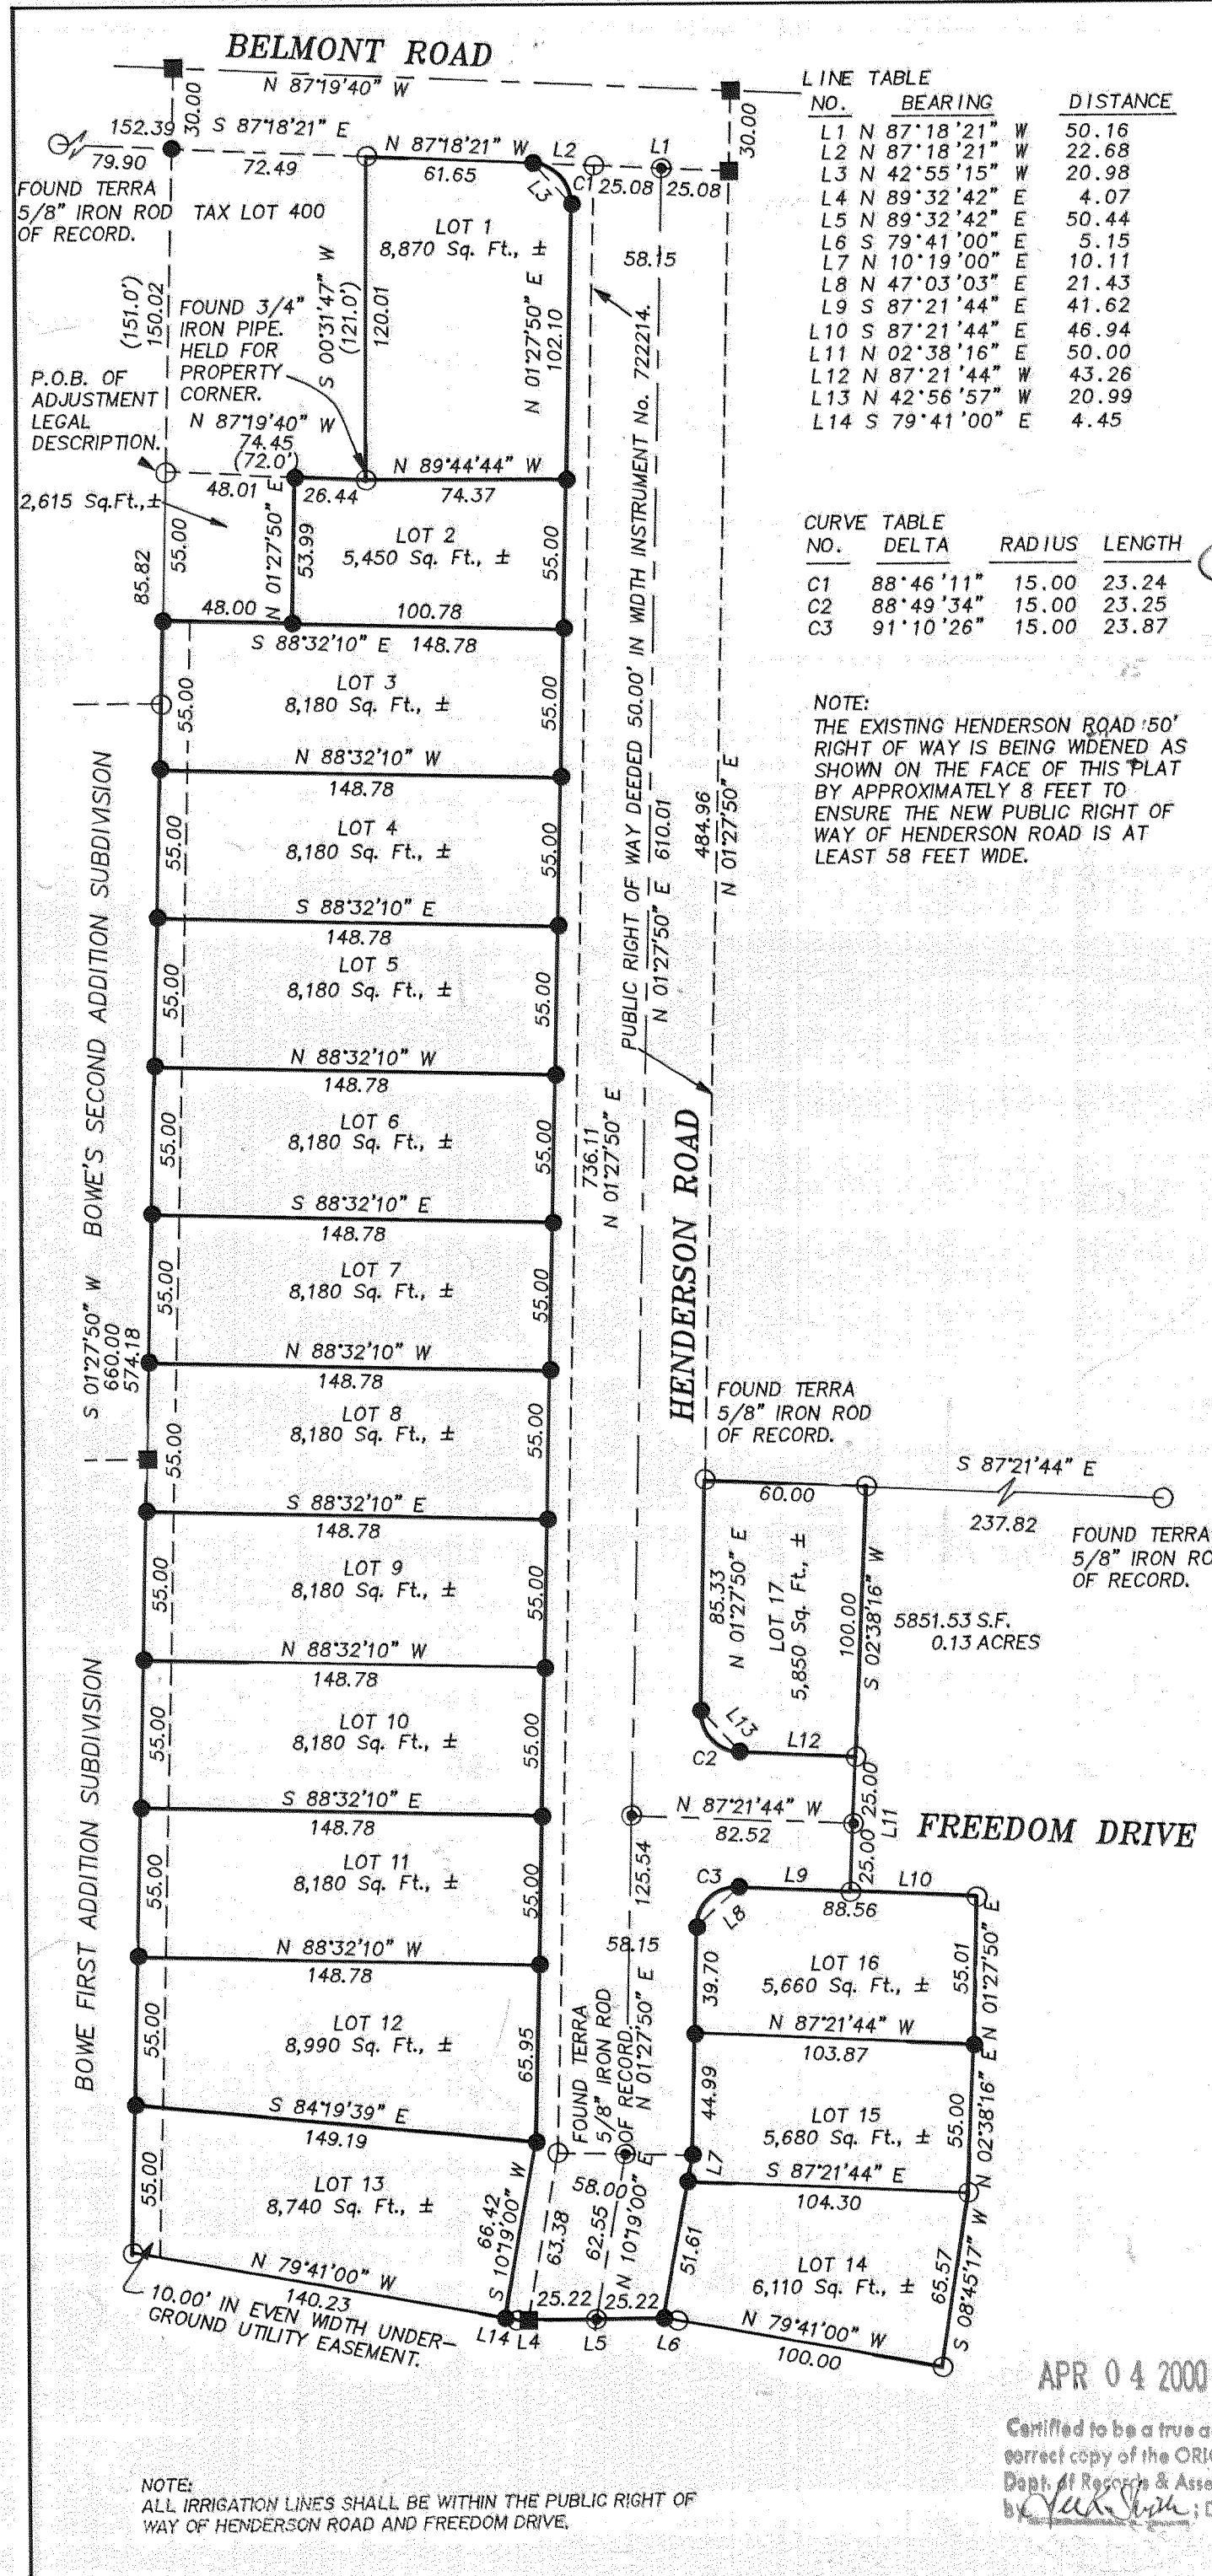 BELMONT ROAD
N 87°19'40" W
30.00
30.00
152.39
S 87°18'21" E
79.90
72.49
N 87°18'21" W
61.65
L2
L1
L3
C1
25.08
25.08
FOUND TERRA
5/8" IRON ROD
OF RECORD.
TAX LOT 400
LOT 1
8,870 Sq. Ft., ±
58.15
(151.0')
150.02
S 00°31'47" W
(121.0')
120.01
N 01°27'50" E
102.10
FOUND 3/4"
IRON PIPE.
HELD FOR
PROPERTY
CORNER.
P.O.B. OF
ADJUSTMENT
LEGAL
DESCRIPTION.
N 87°19'40" W
74.45
(72.0')
48.01
26.44
N 89°44'44" W
74.37
2,615 Sq.Ft.,±
85.82
55.00
N 01°27'50" E
53.99
LOT 2
5,450 Sq. Ft., ±
55.00
48.00
100.78
S 88°32'10" E 148.78
LOT 3
8,180 Sq. Ft., ±
55.00
55.00
N 88°32'10" W
148.78
LOT 4
8,180 Sq. Ft., ±
55.00
55.00
S 88°32'10" E
148.78
LOT 5
8,180 Sq. Ft., ±
55.00
55.00
N 88°32'10" W
148.78
LOT 6
8,180 Sq. Ft., ±
55.00
55.00
S 88°32'10" E
148.78
LOT 7
8,180 Sq. Ft., ±
55.00
55.00
N 88°32'10" W
148.78
LOT 8
8,180 Sq. Ft., ±
55.00
55.00
S 88°32'10" E
148.78
LOT 9
8,180 Sq. Ft., ±
55.00
55.00
N 88°32'10" W
148.78
LOT 10
8,180 Sq. Ft., ±
55.00
55.00
S 88°32'10" E
148.78
LOT 11
8,180 Sq. Ft., ±
55.00
55.00
N 88°32'10" W
148.78
LOT 12
8,990 Sq. Ft., ±
55.00
65.95
S 84°19'39" E
149.19
LOT 13
8,740 Sq. Ft., ±
55.00
66.42
S 10°19'00" W
N 79°41'00" W
140.23
10.00' IN EVEN WIDTH UNDER-
GROUND UTILITY EASEMENT.
BOWE'S SECOND ADDITION SUBDIVISION
S 01°27'50" W
660.00
574.18
BOWE FIRST ADDITION SUBDIVISION
PUBLIC RIGHT OF WAY DEEDED 50.00' IN WIDTH INSTRUMENT No. 722214.
N 01°27'50" E 610.01
484.96
N 01°27'50" E
736.11
N 01°27'50" E
HENDERSON ROAD
FOUND TERRA
5/8" IRON ROD
OF RECORD.
60.00
S 87°21'44" E
237.82
FOUND TERRA
5/8" IRON RO
OF RECORD.
85.33
N 01°27'50" E
LOT 17
5,850 Sq. Ft., ±
100.00
S 02°38'16" W
5851.53 S.F.
0.13 ACRES
L13
C2
L12
N 87°21'44" W
82.52
25.00
25.00
L11
FREEDOM DRIVE
125.54
C3
L9
L10
L8
88.56
58.15
39.70
LOT 16
5,660 Sq. Ft., ±
55.01
N 01°27'50" E
N 87°21'44" W
103.87
44.99
LOT 15
5,680 Sq. Ft., ±
55.00
N 02°38'16" E
L7
S 87°21'44" E
104.30
FOUND TERRA
5/8" IRON ROD
OF RECORD.
N 01°27'50" E
58.00
63.38
62.55
N 10°19'00" E
51.61
LOT 14
6,110 Sq. Ft., ±
65.57
S 08°45'17" W
25.22
25.22
L14
L4
L5
L6
N 79°41'00" W
100.00
LINE TABLE
NO. BEARING DISTANCE
L1 N 87°18'21" W 50.16
L2 N 87°18'21" W 22.68
L3 N 42°55'15" W 20.98
L4 N 89°32'42" E 4.07
L5 N 89°32'42" E 50.44
L6 S 79°41'00" E 5.15
L7 N 10°19'00" E 10.11
L8 N 47°03'03" E 21.43
L9 S 87°21'44" E 41.62
L10 S 87°21'44" E 46.94
L11 N 02°38'16" E 50.00
L12 N 87°21'44" W 43.26
L13 N 42°56'57" W 20.99
L14 S 79°41'00" E 4.45
CURVE TABLE
NO. DELTA RADIUS LENGTH
C1 88°46'11" 15.00 23.24
C2 88°49'34" 15.00 23.25
C3 91°10'26" 15.00 23.87
NOTE:
THE EXISTING HENDERSON ROAD 50'
RIGHT OF WAY IS BEING WIDENED AS
SHOWN ON THE FACE OF THIS PLAT
BY APPROXIMATELY 8 FEET TO
ENSURE THE NEW PUBLIC RIGHT OF
WAY OF HENDERSON ROAD IS AT
LEAST 58 FEET WIDE.
APR 04 2000
Certified to be a true a
correct copy of the ORI
Dept. of Records & Asse
by
NOTE:
ALL IRRIGATION LINES SHALL BE WITHIN THE PUBLIC RIGHT OF
WAY OF HENDERSON ROAD AND FREEDOM DRIVE.